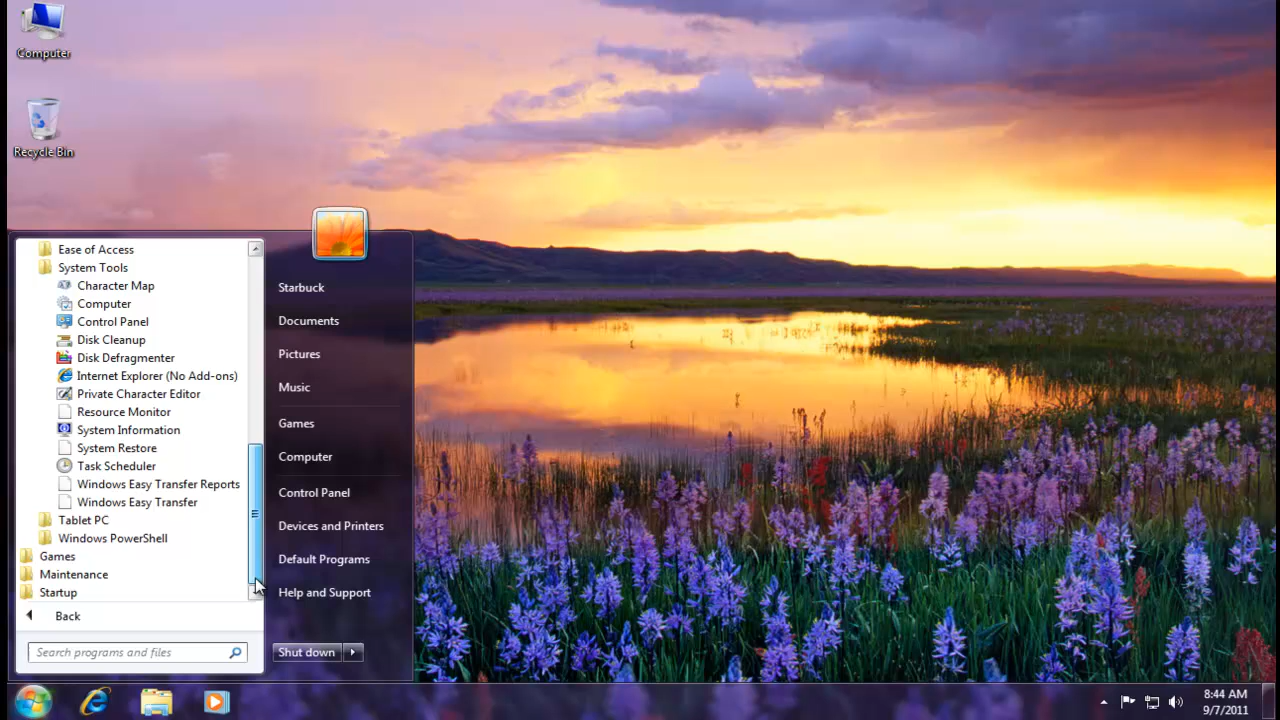 Computer
Recycle Bin
Ease of Access
System Tools
Character Map
Computer
Control Panel
Disk Cleanup
Disk Defragmenter
Internet Explorer (No Add-ons)
Private Character Editor
Resource Monitor
System Information
System Restore
Task Scheduler
Windows Easy Transfer Reports
Windows Easy Transfer
Tablet PC
Windows PowerShell
Games
Maintenance
Startup
Back
Search programs and files
Starbuck
Documents
Pictures
Music
Games
Computer
Control Panel
Devices and Printers
Default Programs
Help and Support
Shut down
8:44 AM
9/7/2011